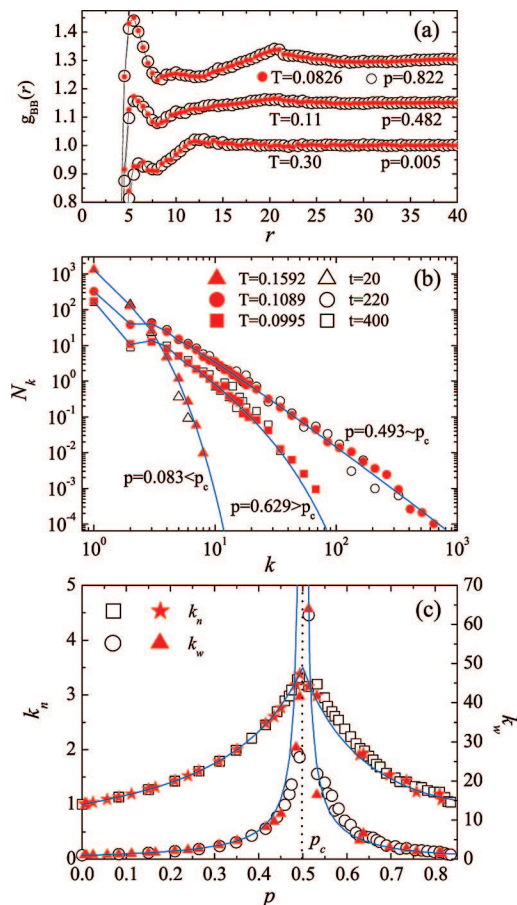 (a)
g_BB(r)
1.4
1.3
1.2
1.1
1.0
0.9
0.8
T=0.0826 p=0.822
T=0.11 p=0.482
T=0.30 p=0.005
0 5 10 15 20 25 30 35 40
r
(b)
N_k
10^3
10^2
10^1
10^0
10^-1
10^-2
10^-3
10^-4
T=0.1592 t=20
T=0.1089 t=220
T=0.0995 t=400
p=0.493~p_c
p=0.083<p_c
p=0.629>p_c
10^0 10^1 10^2 10^3
k
(c)
k_n
k_w
5 70
4 60
3 50
2 40
1 30
0 20
10
0
k_n
k_w
p_c
0.0 0.1 0.2 0.3 0.4 0.5 0.6 0.7 0.8
p